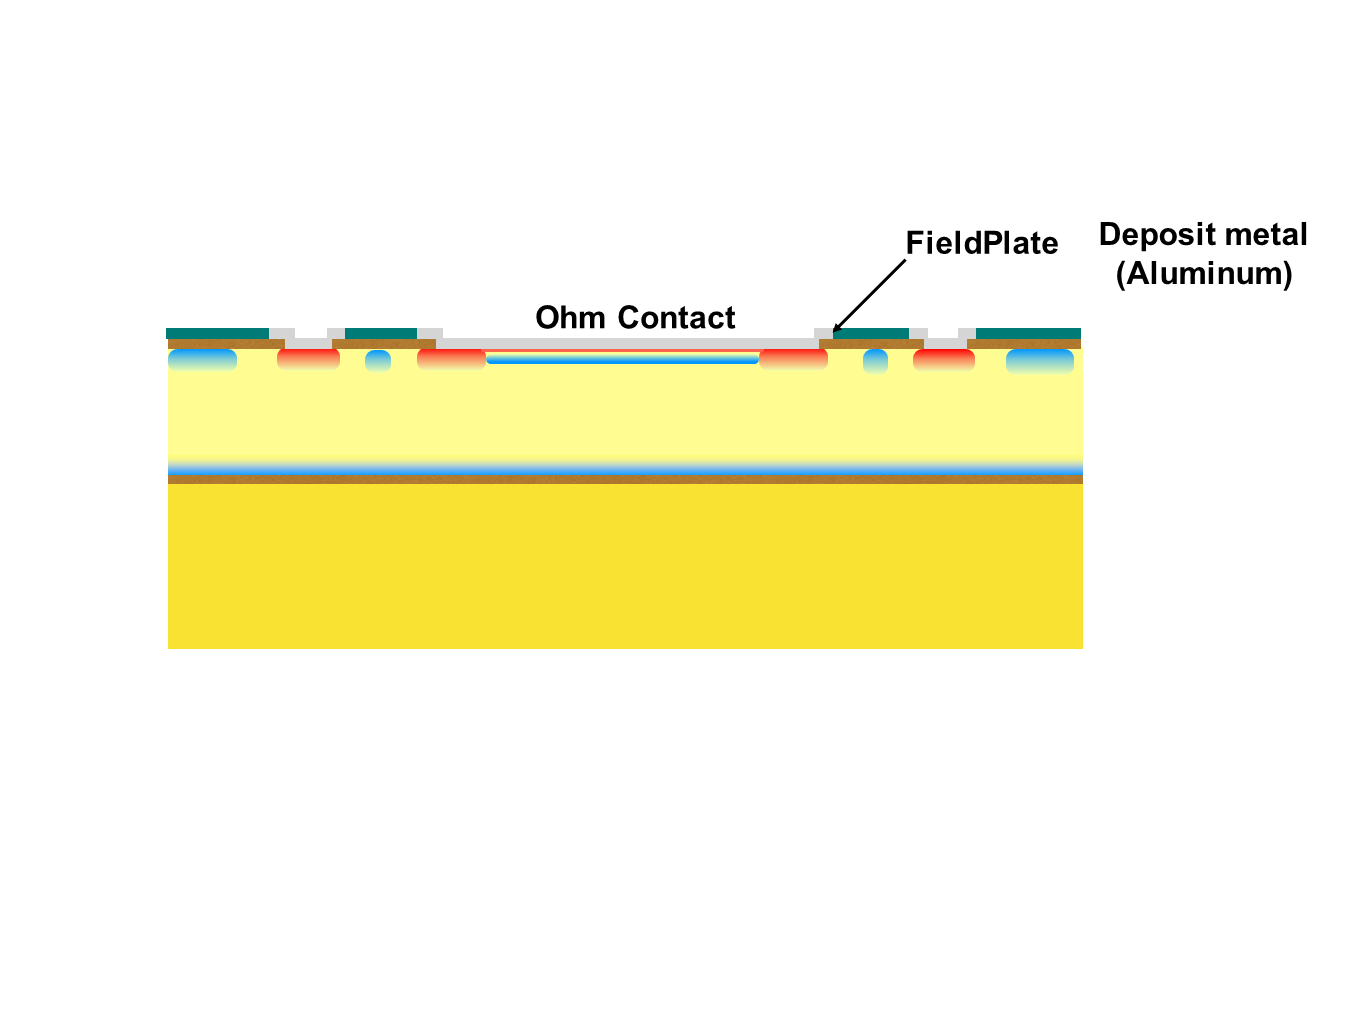 FieldPlate
Deposit metal
(Aluminum)
Ohm Contact